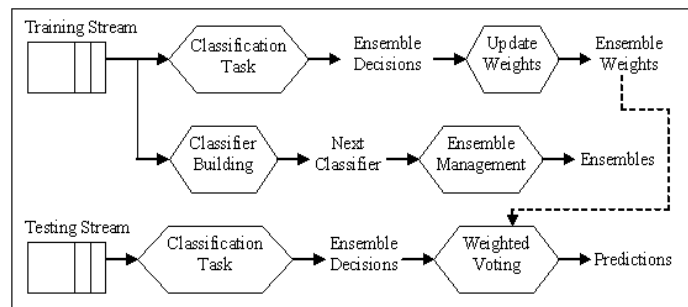 Training Stream
Classification
Task
Ensemble
Decisions
Update
Weights
Ensemble
Weights
Classifier
Building
Next
Classifier
Ensemble
Management
Ensembles
Testing Stream
Classification
Task
Ensemble
Decisions
Weighted
Voting
Predictions